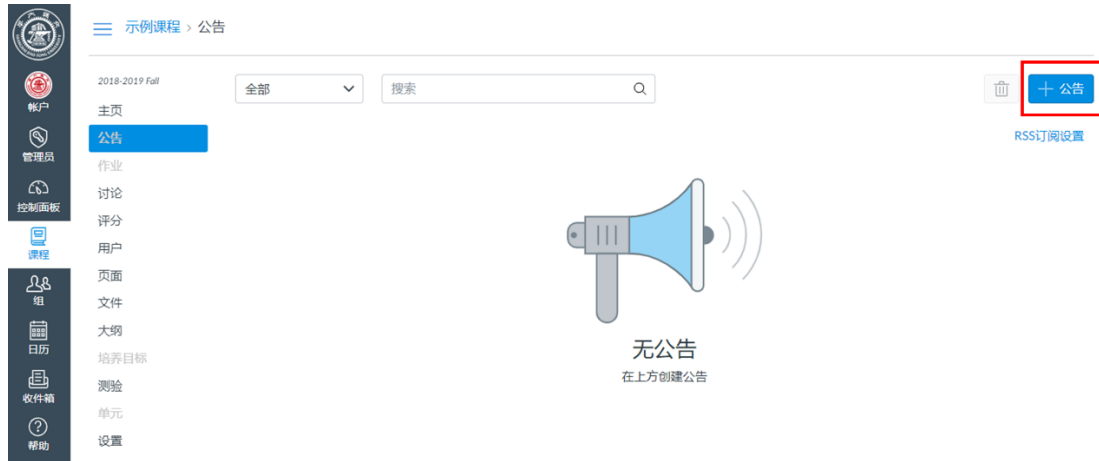 示例课程 › 公告
帐户
管理员
控制面板
课程
组
日历
收件箱
帮助
2018-2019 Fall
主页
公告
作业
讨论
评分
用户
页面
文件
大纲
培养目标
测验
单元
设置
全部
搜索
+ 公告
RSS订阅设置
无公告
在上方创建公告